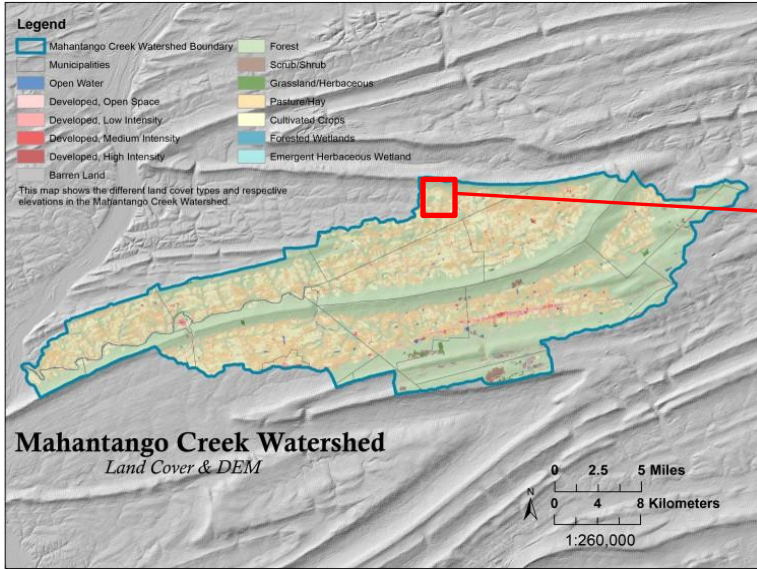 Legend
Mahantango Creek Watershed Boundary
Municipalities
Open Water
Developed, Open Space
Developed, Low Intensity
Developed, Medium Intensity
Developed, High Intensity
Barren Land
Forest
Scrub/Shrub
Grassland/Herbaceous
Pasture/Hay
Cultivated Crops
Forested Wetlands
Emergent Herbaceous Wetland
This map shows the different land cover types and respective
elevations in the Mahantango Creek Watershed.
Mahantango Creek Watershed
Land Cover & DEM
0 2.5 5 Miles
N
0 4 8 Kilometers
1:260,000